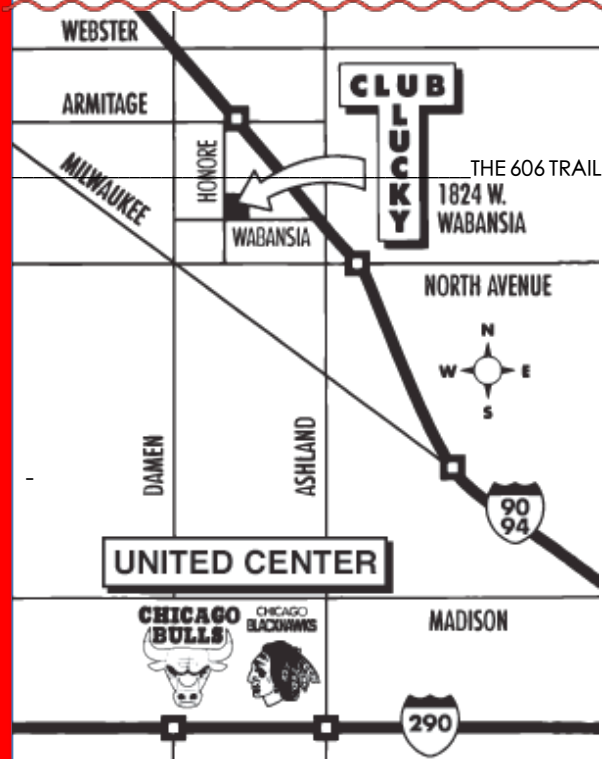 WEBSTER
CLUB
LUCKY
ARMITAGE
HONORE
MILWAUKEE
THE 606 TRAIL
1824 W.
WABANSIA
WABANSIA
NORTH AVENUE
N
W E
S
DAMEN
ASHLAND
-
90
94
UNITED CENTER
CHICAGO
BULLS
CHICAGO
BLACKHAWKS
MADISON
290